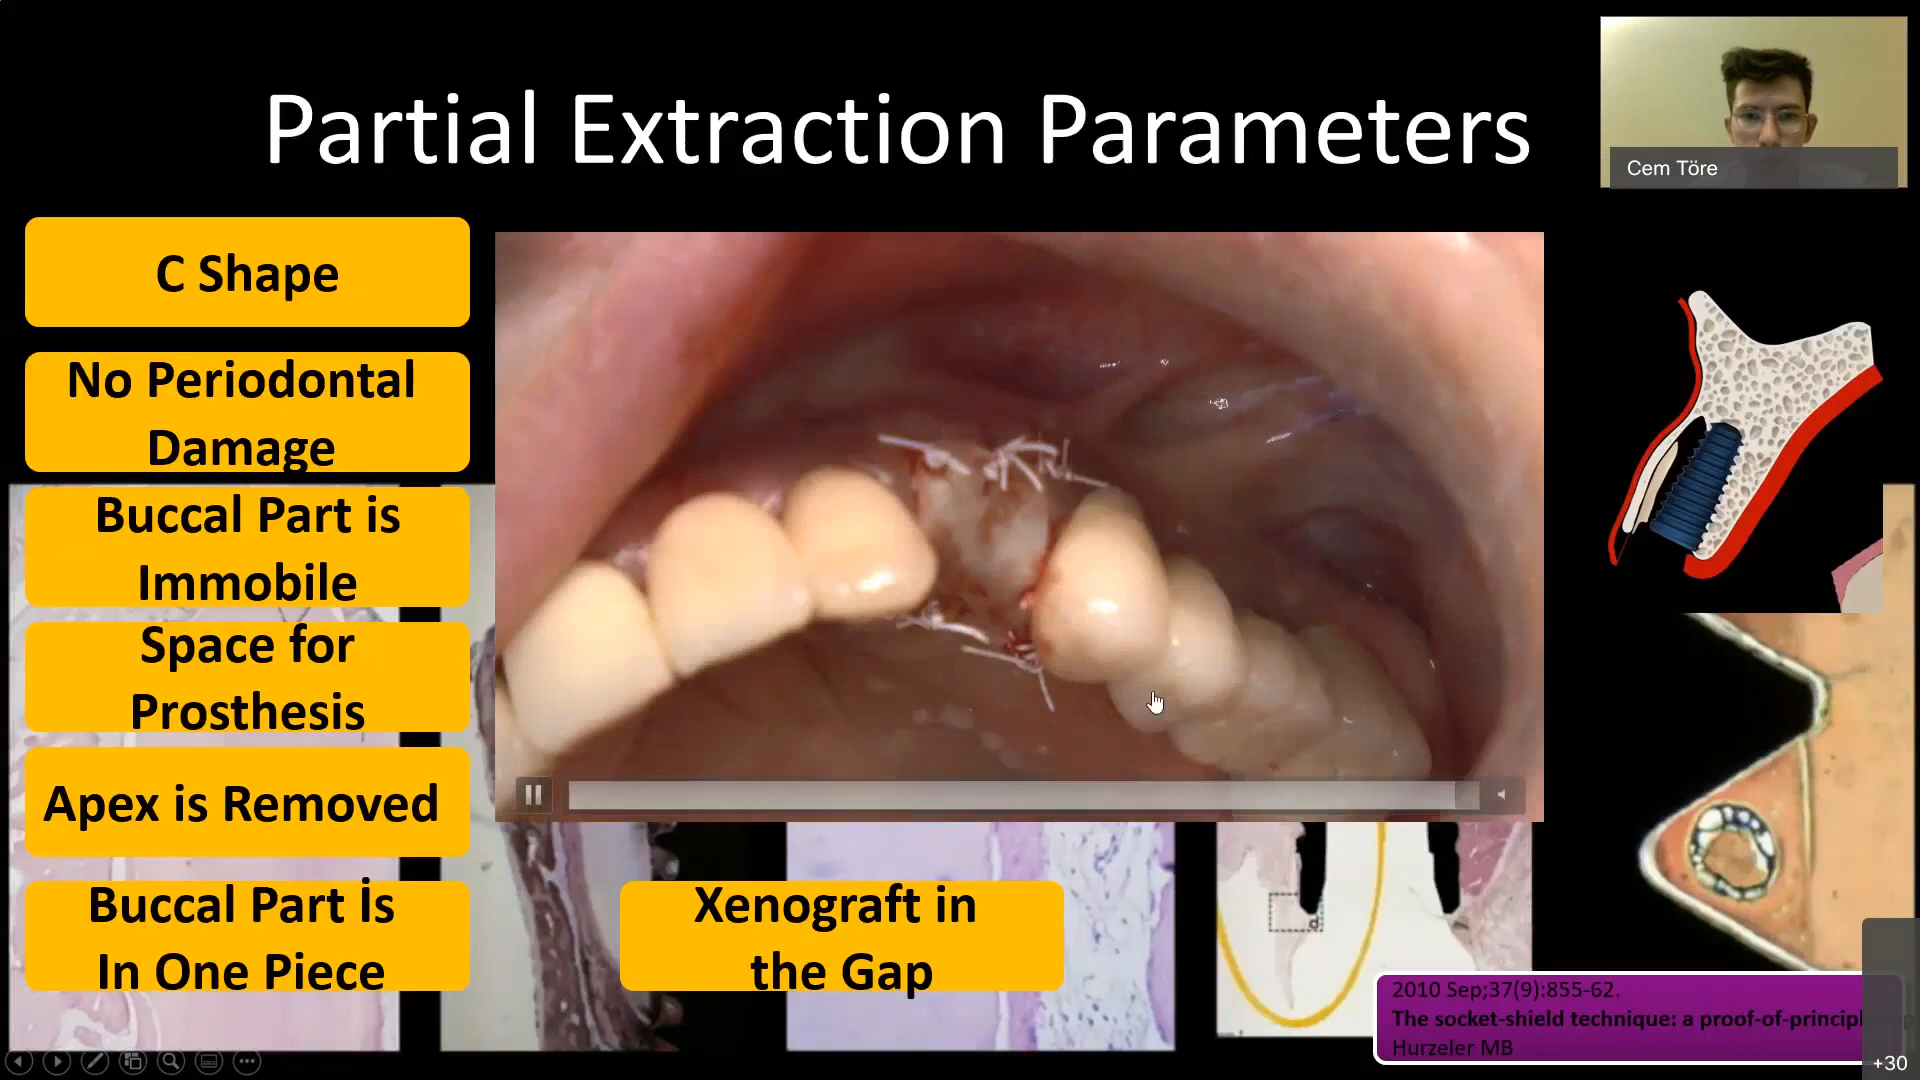 Partial Extraction Parameters
Cem Töre
C Shape
No Periodontal
Damage
Buccal Part is
Immobile
Space for
Prosthesis
Apex is Removed
Buccal Part İs
In One Piece
Xenograft in
the Gap
d
2010 Sep;37(9):855-62.
The socket-shield technique: a proof-of-principl
Hurzeler MB
+30